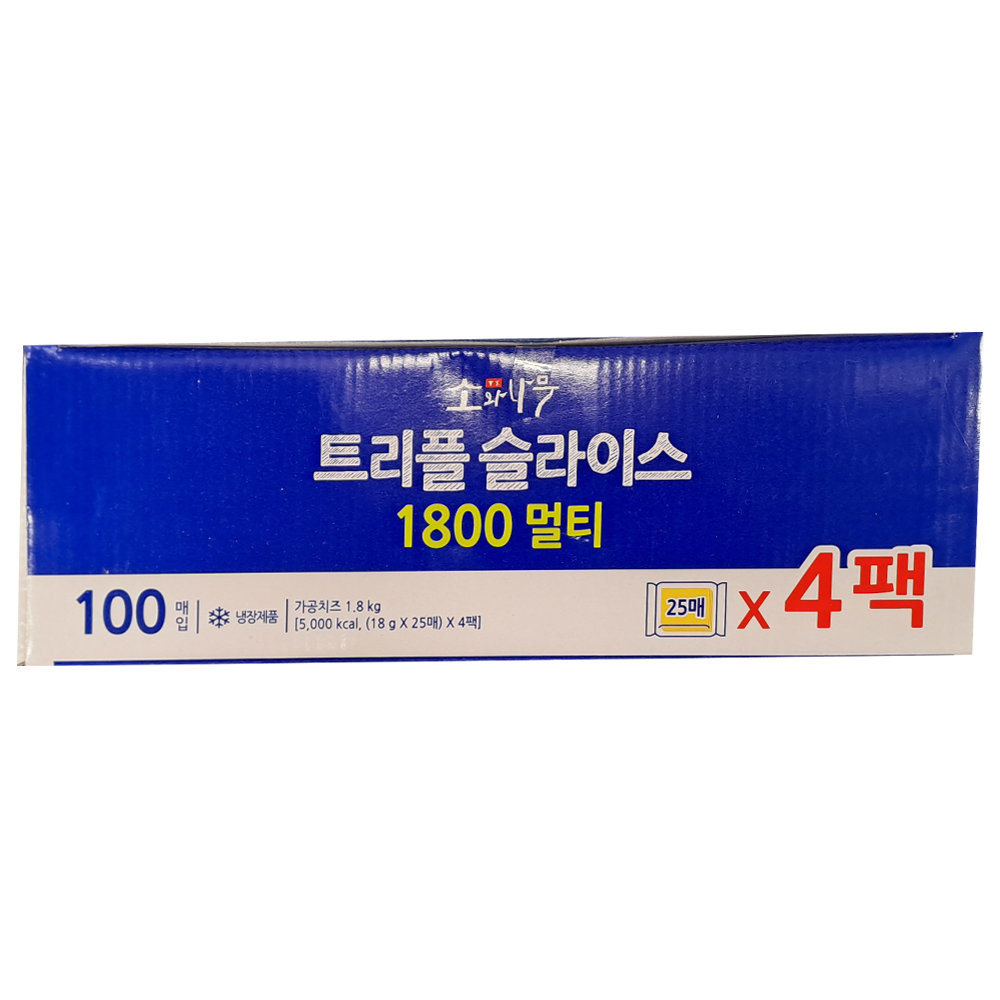 소와나무
트리플 슬라이스
1800 멀티
100 매입
냉장제품
가공치즈 1.8 kg
[5,000 kcal, (18 g X 25매) X 4팩]
25매 X 4팩